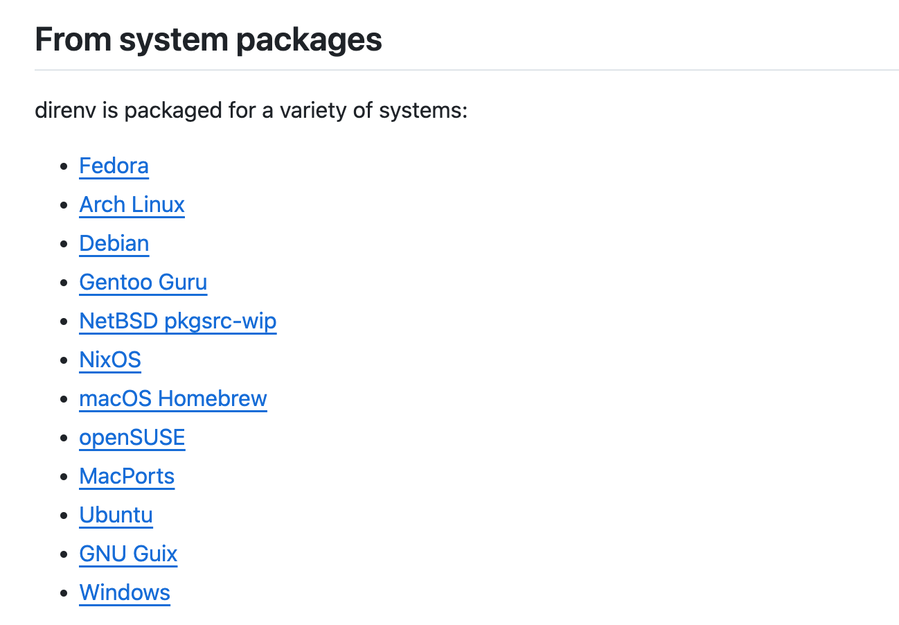 From system packages
direnv is packaged for a variety of systems:
• Fedora
• Arch Linux
• Debian
• Gentoo Guru
• NetBSD pkgsrc-wip
• NixOS
• macOS Homebrew
• openSUSE
• MacPorts
• Ubuntu
• GNU Guix
• Windows